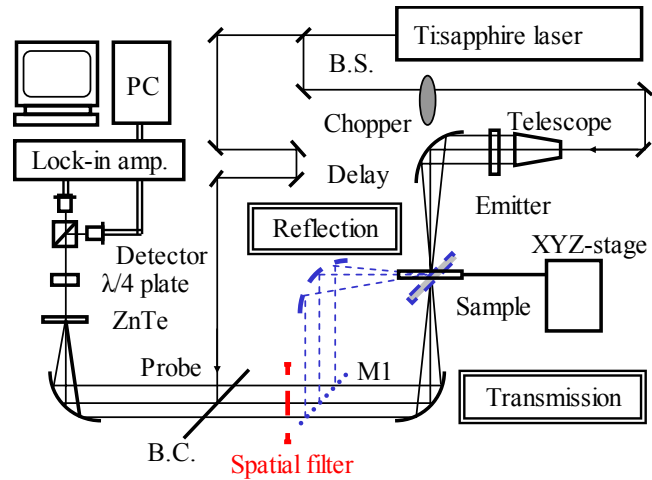 Ti:sapphire laser
B.S.
PC
Chopper
Telescope
Lock-in amp.
Delay
Emitter
Reflection
XYZ-stage
Detector
λ/4 plate
Sample
ZnTe
Probe
M1
Transmission
B.C.
Spatial filter